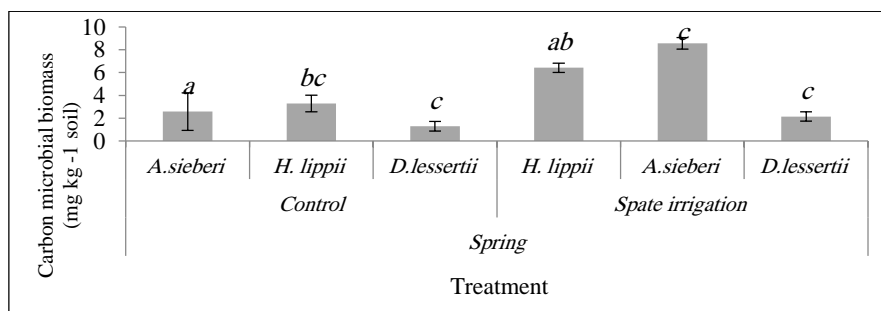 Carbon microbial biomass
(mg kg -1 soil)
10
8
6
4
2
0
a
bc
c
ab
c
c
A.sieberi
H. lippii
D.lessertii
H. lippii
A.sieberi
D.lessertii
Control
Spate irrigation
Spring
Treatment